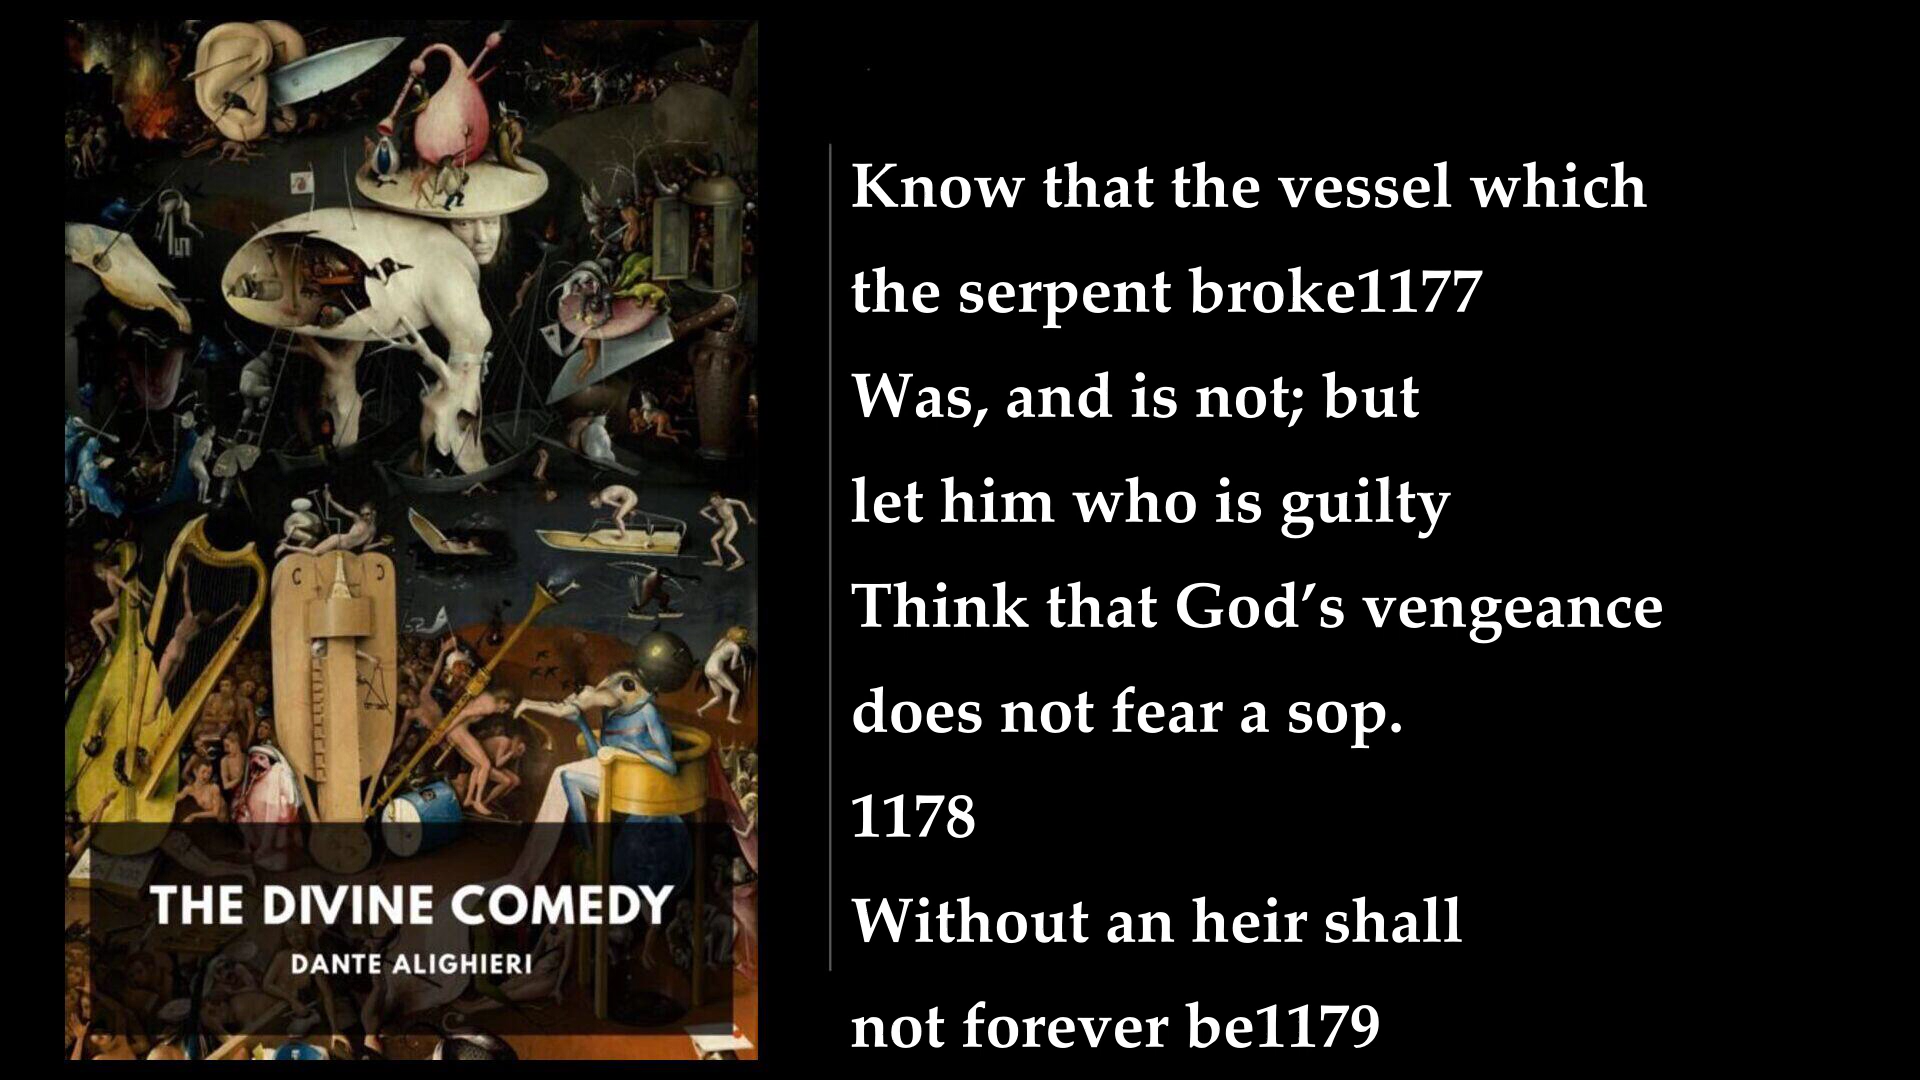 THE DIVINE COMEDY
DANTE ALIGHIERI
Know that the vessel which
the serpent broke1177
Was, and is not; but
let him who is guilty
Think that God’s vengeance
does not fear a sop.
1178
Without an heir shall
not forever be1179